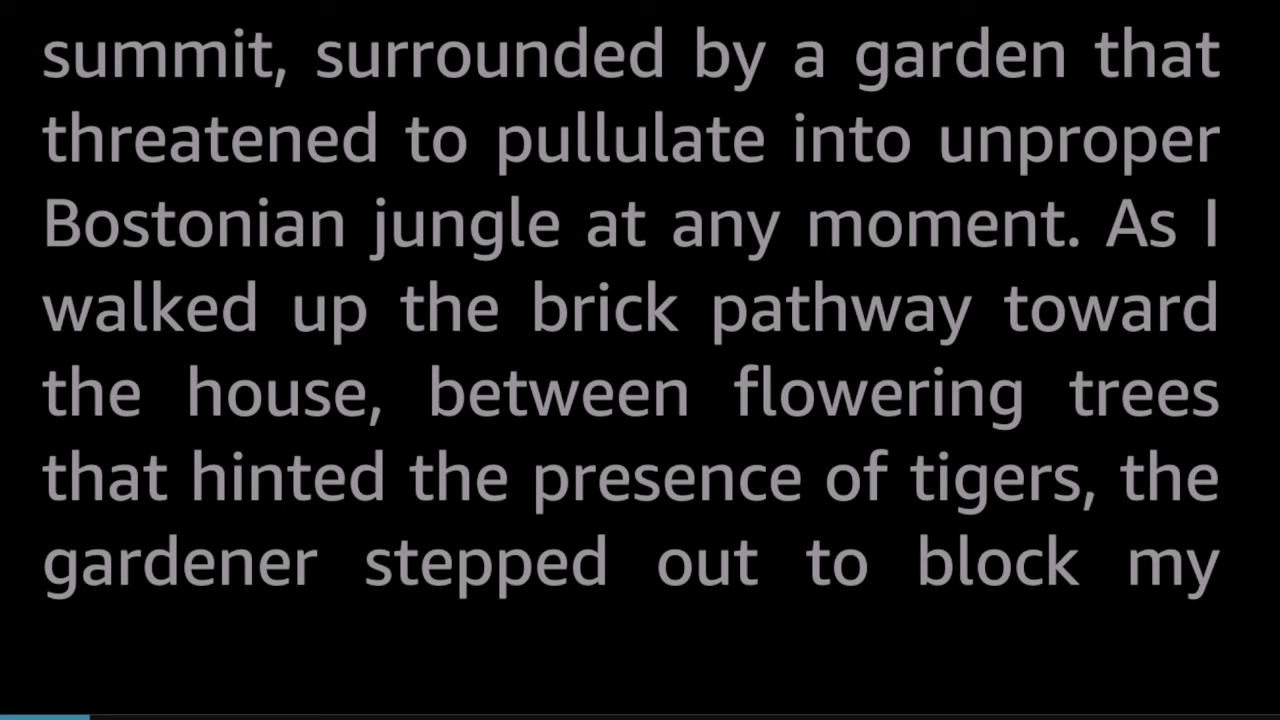 summit, surrounded by a garden that
threatened to pullulate into unproper
Bostonian jungle at any moment. As I
walked up the brick pathway toward
the house, between flowering trees
that hinted the presence of tigers, the
gardener stepped out to block my